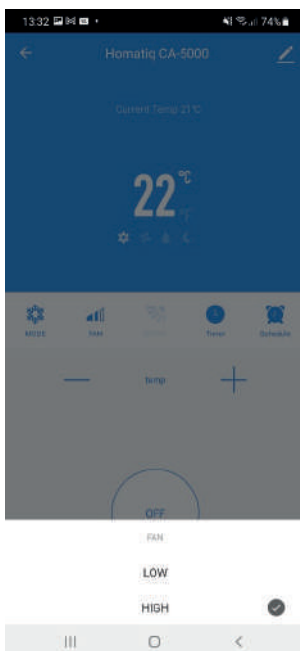 13:32 74%
Homatiq CA-5000
Current Temp 21℃
22℃
℉
MODE FAN Timer Schedule
temp
OFF
FAN
LOW
HIGH